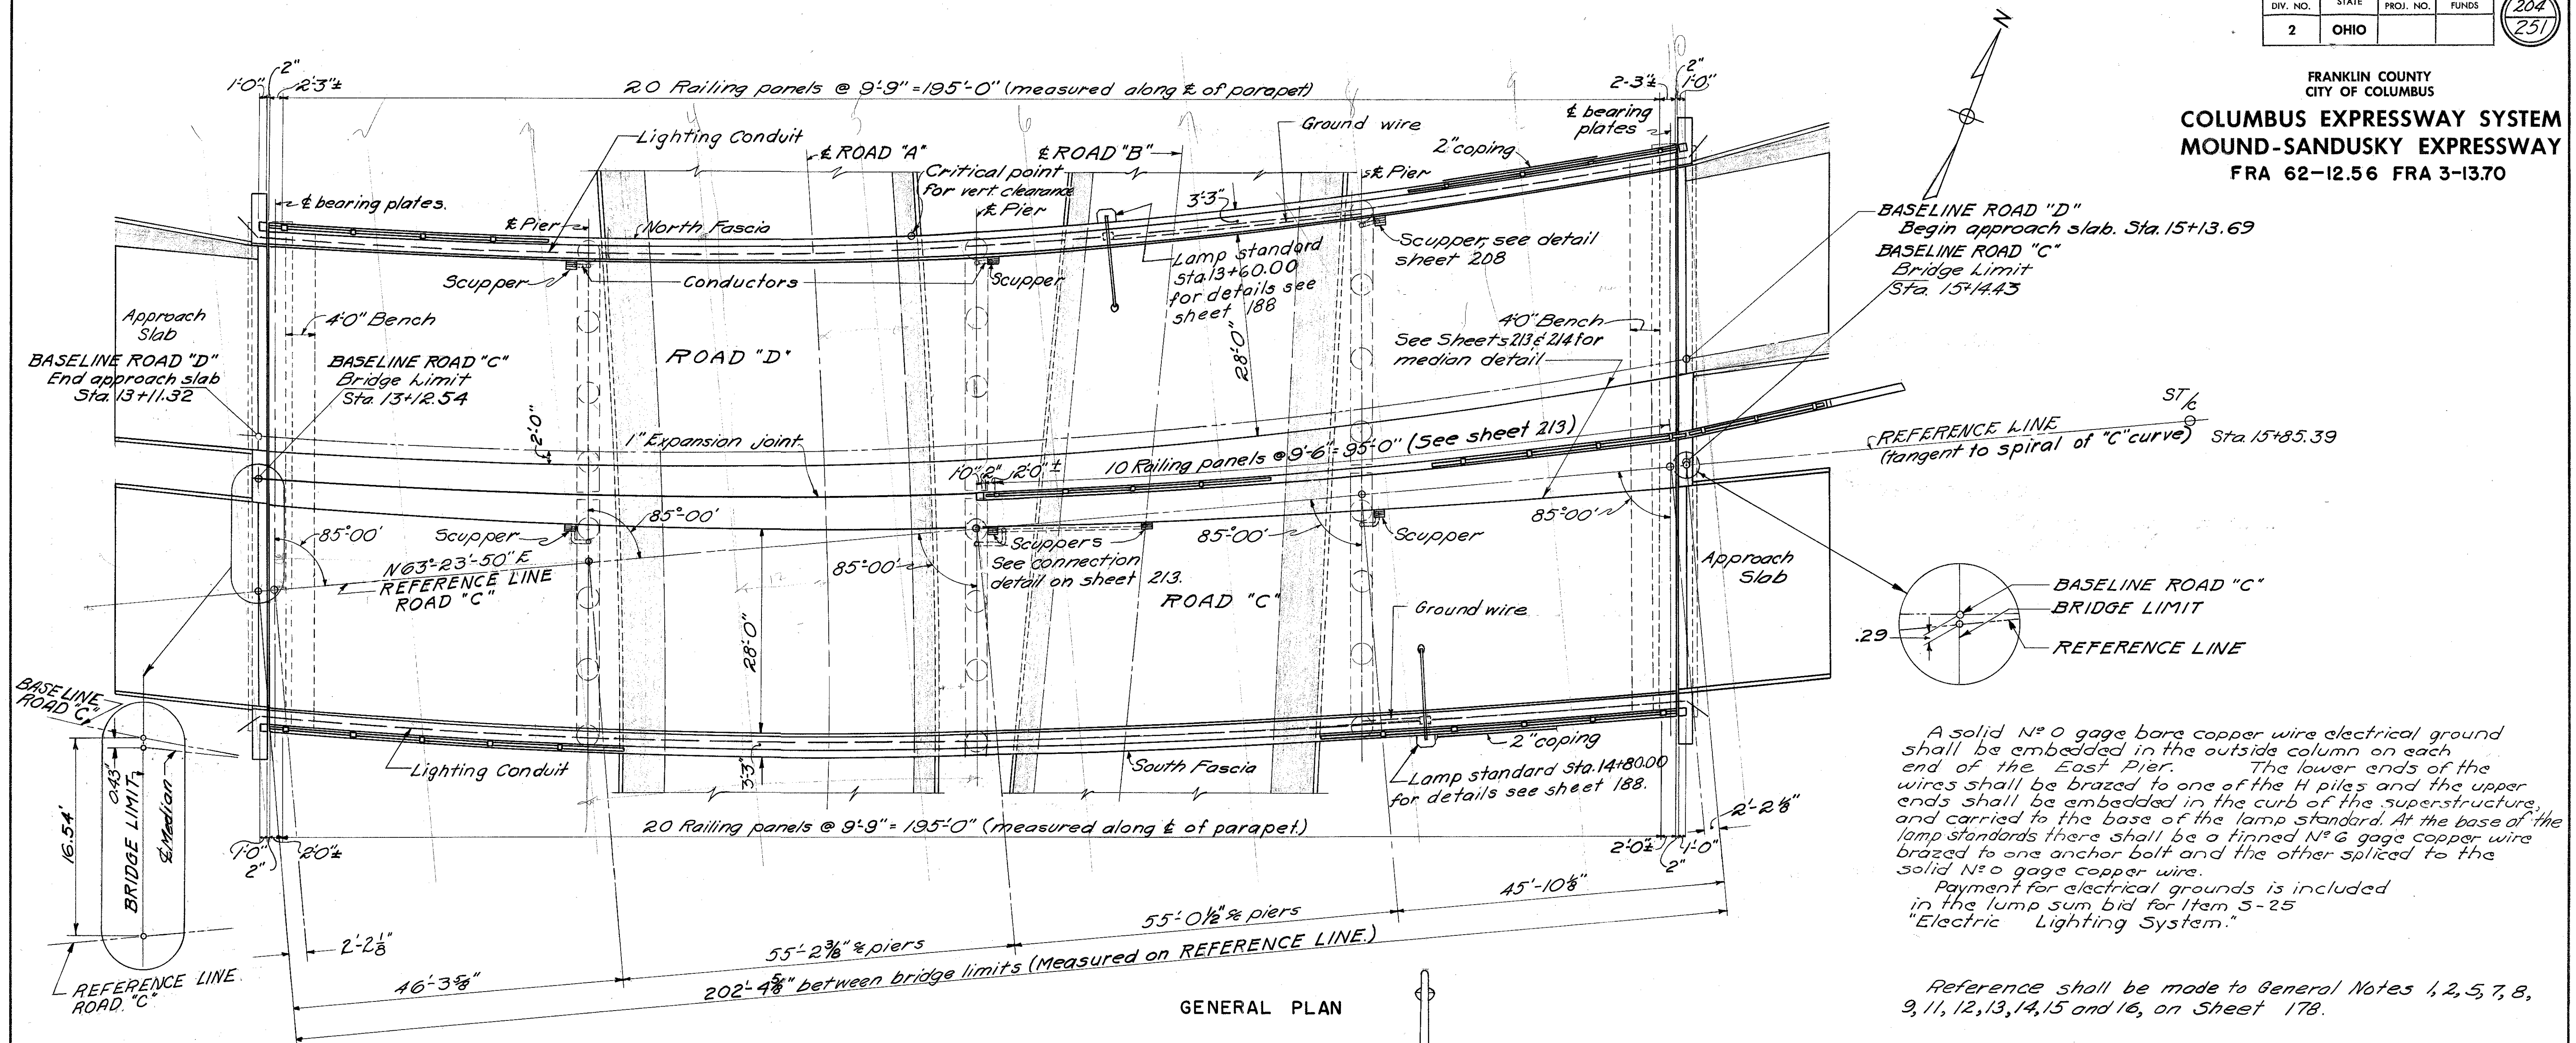 DIV. NO.
STATE
PROJ. NO.
FUNDS
2
OHIO
204
251
FRANKLIN COUNTY
CITY OF COLUMBUS
COLUMBUS EXPRESSWAY SYSTEM
MOUND-SANDUSKY EXPRESSWAY
FRA 62-12.56 FRA 3-13.70
N
1'-0"
2"
2'-3"±
20 Railing panels @ 9'-9" = 195'-0" (measured along ℄ of parapet)
2'-3"±
2"
1'-0"
℄ bearing
plates
Lighting Conduit
℄ ROAD "A"
℄ ROAD "B"
Ground wire
2" coping
Critical point
for vert clearance
℄ Pier
℄ Pier
℄ bearing plates.
℄ Pier
North Fascia
3'-3"
Scupper
Conductors
Scupper
Lamp standard
Sta. 13+60.00
for details see
sheet 188
Scupper, see detail
sheet 208
BASELINE ROAD "D"
Begin approach slab. Sta. 15+13.69
BASELINE ROAD "C"
Bridge Limit
Sta. 15+14.43
Approach
Slab
4'-0" Bench
ROAD "D"
28'-0"
4'-0" Bench
See Sheets 213 & 214 for
median detail
BASELINE ROAD "D"
End approach slab
Sta. 13+11.32
BASELINE ROAD "C"
Bridge Limit
Sta. 13+12.54
2'-0"
1" Expansion joint
1'-0"
2"
2'-0"±
10 Railing panels @ 9'-6" = 95'-0" (See sheet 213)
ST/c
REFERENCE LINE
(tangent to spiral of "C" curve)
Sta. 15+85.39
85°-00'
Scupper
85°-00'
Scuppers
See connection
detail on sheet 213.
85°-00'
85°-00'
Scupper
85°-00'
N63°-23'-50"E
REFERENCE LINE
ROAD "C"
ROAD "C"
28'-0"
Ground wire
Approach
Slab
BASELINE ROAD "C"
BRIDGE LIMIT
.29
REFERENCE LINE
BASELINE
ROAD "C"
16.54'
0.43'
BRIDGE LIMIT
℄ Median
REFERENCE LINE
ROAD "C"
Lighting Conduit
3'-3"
South Fascia
2" coping
Lamp standard Sta. 14+80.00
for details see sheet 188.
20 Railing panels @ 9'-9" = 195'-0" (measured along ℄ of parapet)
1'-0"
2"
2'-0"±
2'-0"±
2"
1'-0"
2'-2⅛"
2'-2⅛"
46'-3⅝"
55'-2⅜" c/c piers
55'-0½" c/c piers
45'-10⅛"
202'-4⅝" between bridge limits (Measured on REFERENCE LINE.)
GENERAL PLAN
A solid Nº 0 gage bare copper wire electrical ground
shall be embedded in the outside column on each
end of the East Pier. The lower ends of the
wires shall be brazed to one of the H piles and the upper
ends shall be embedded in the curb of the superstructure,
and carried to the base of the lamp standard. At the base of the
lamp standards there shall be a tinned Nº 6 gage copper wire
brazed to one anchor bolt and the other spliced to the
solid Nº 0 gage copper wire.
Payment for electrical grounds is included
in the lump sum bid for Item S-25
"Electric Lighting System."
Reference shall be made to General Notes 1, 2, 5, 7, 8,
9, 11, 12, 13, 14, 15 and 16, on Sheet 178.